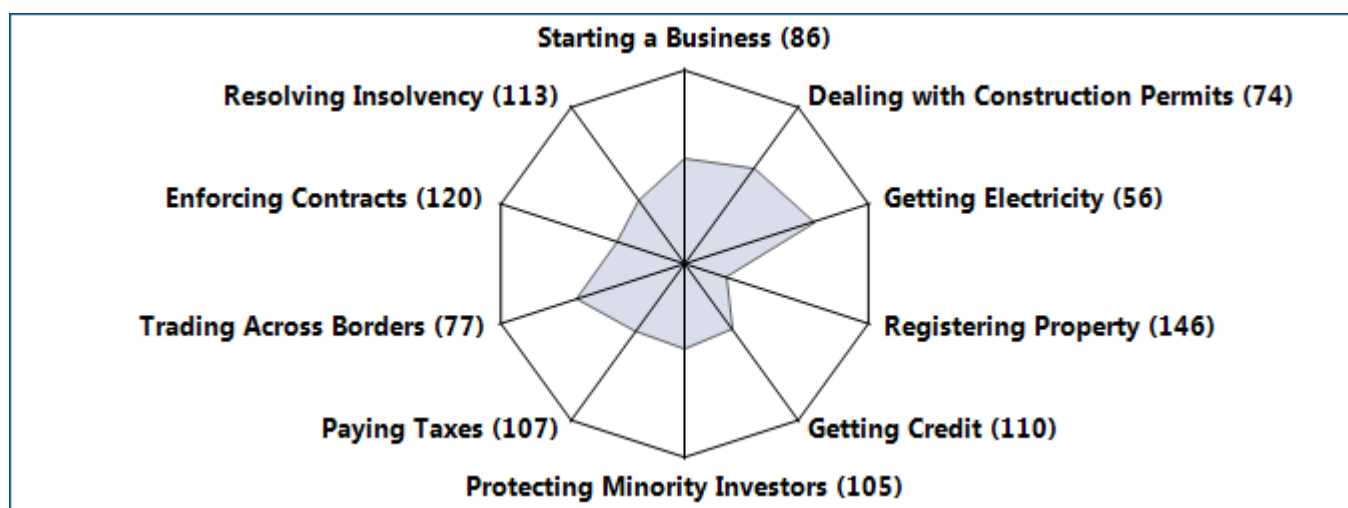 Starting a Business (86)
Resolving Insolvency (113)
Dealing with Construction Permits (74)
Enforcing Contracts (120)
Getting Electricity (56)
Trading Across Borders (77)
Registering Property (146)
Paying Taxes (107)
Getting Credit (110)
Protecting Minority Investors (105)